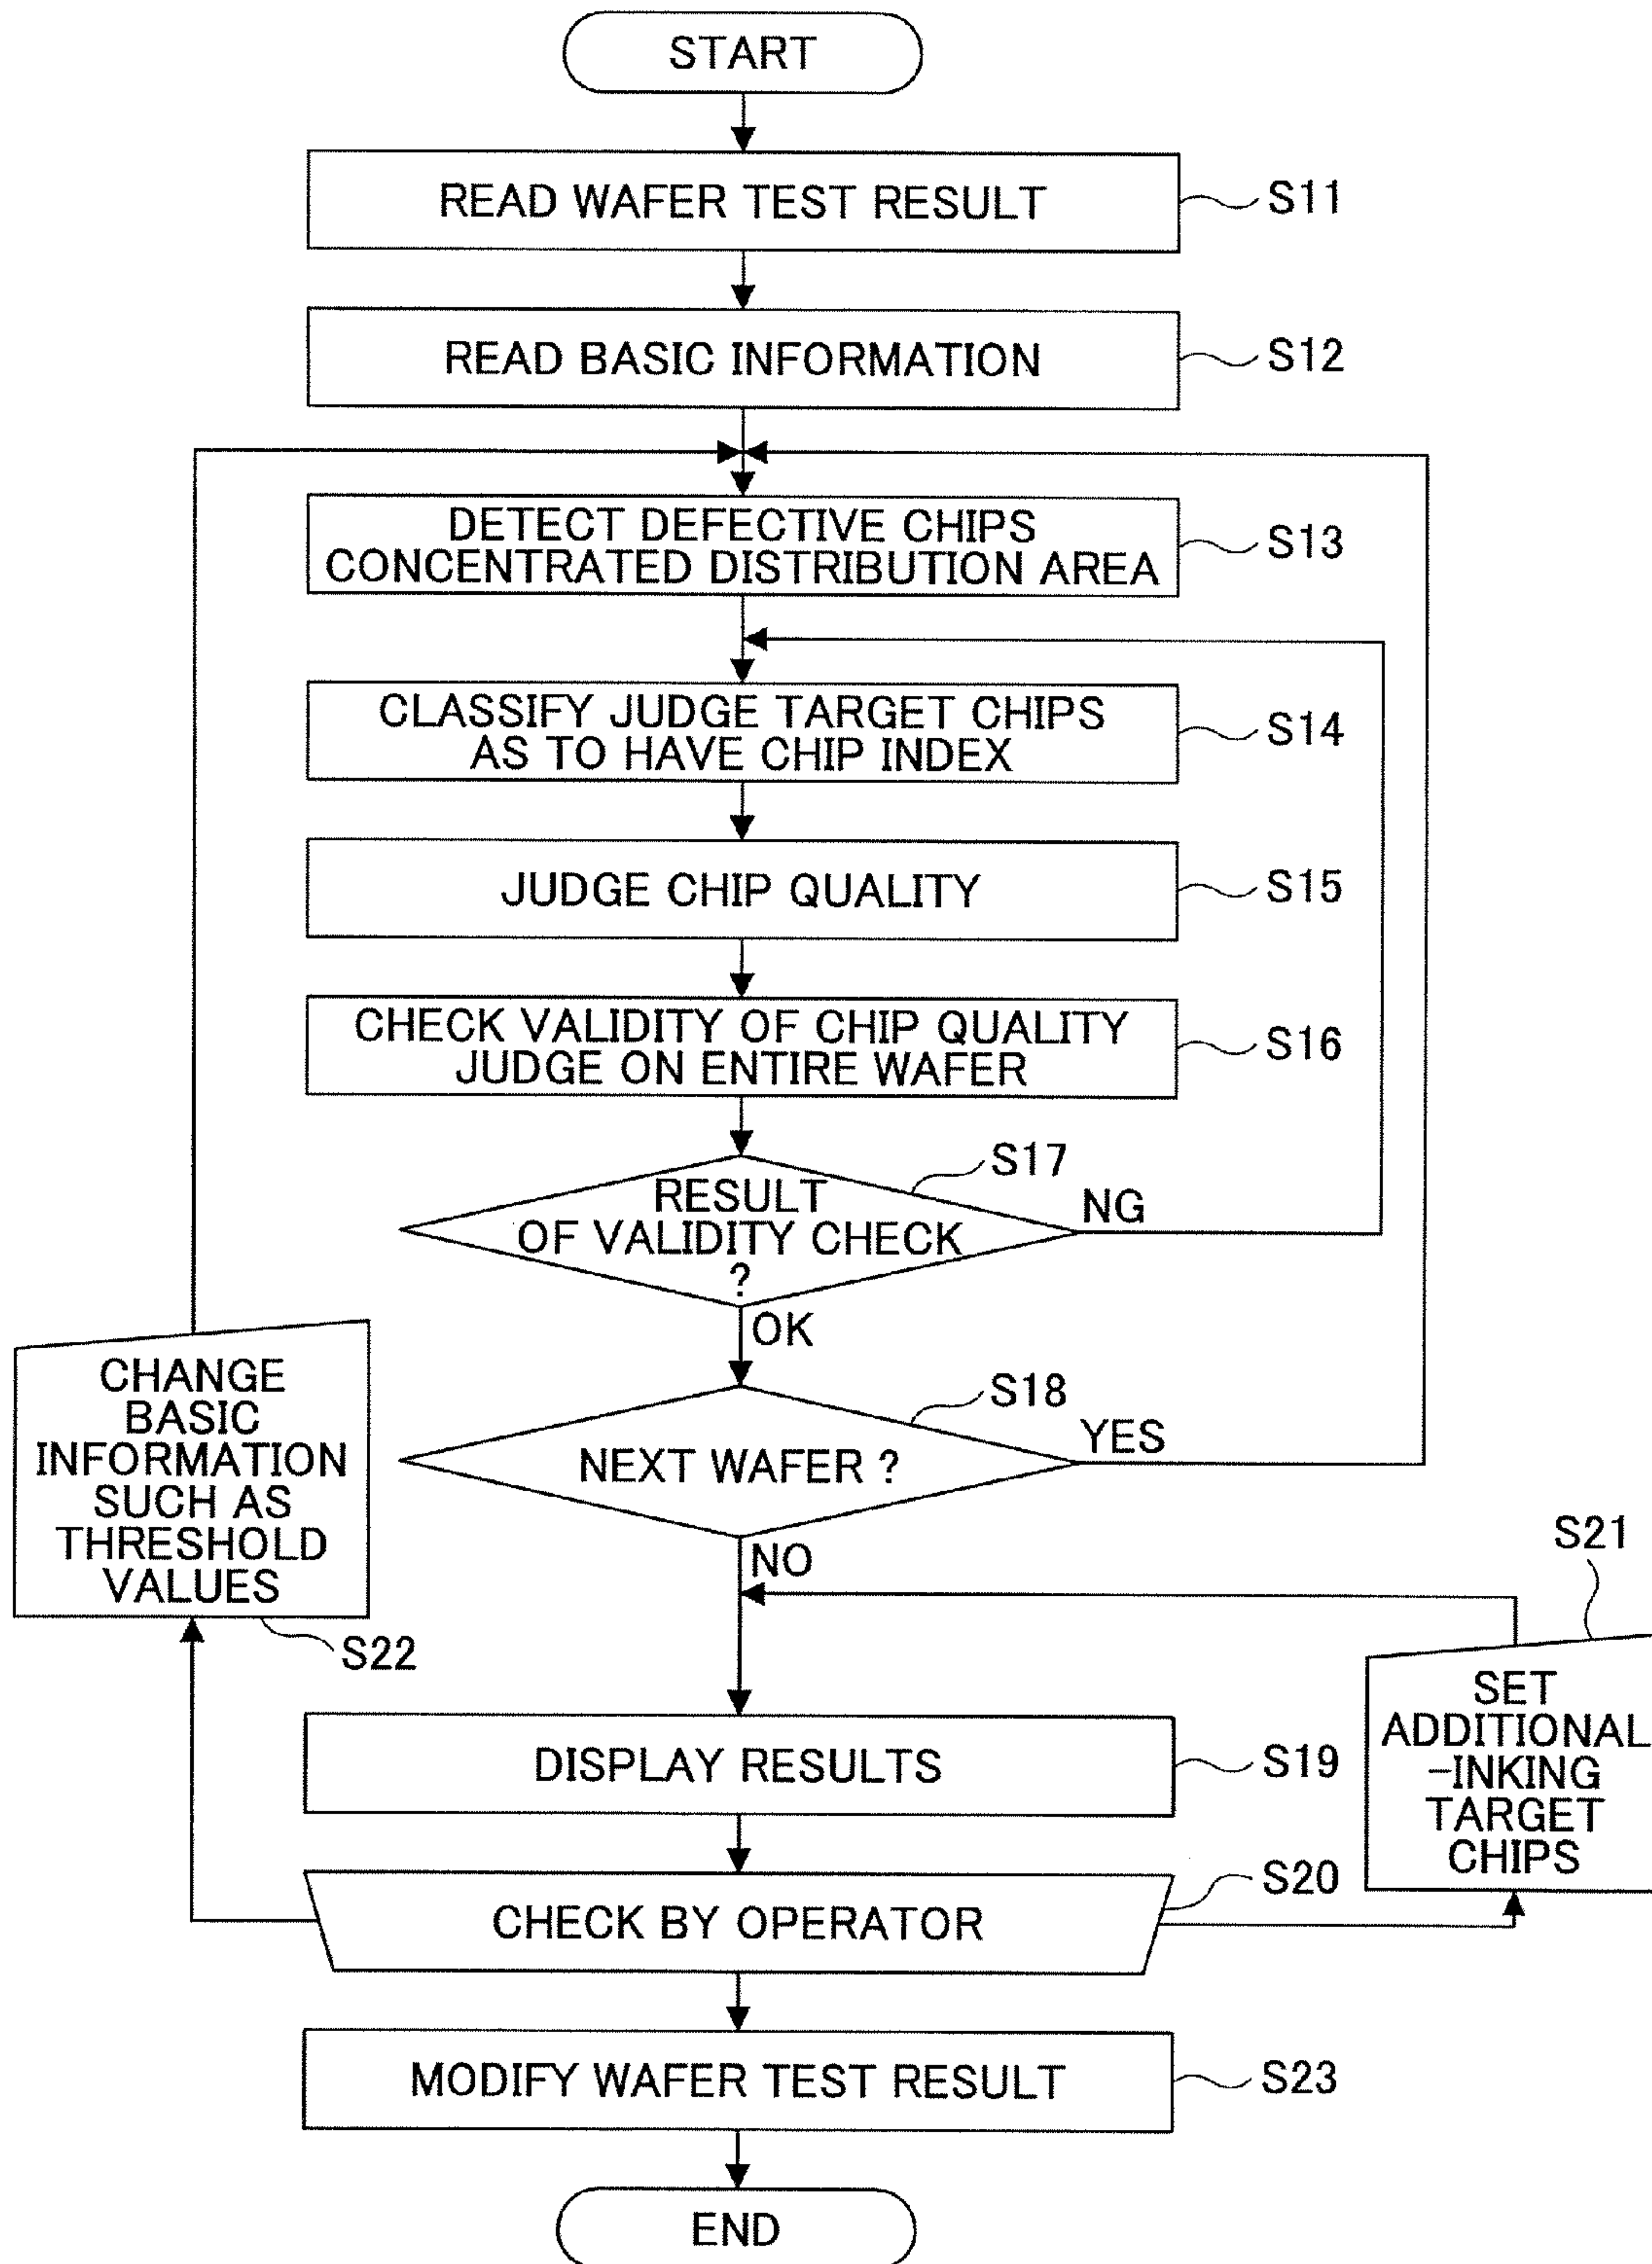 START
READ WAFER TEST RESULT
S11
READ BASIC INFORMATION
S12
DETECT DEFECTIVE CHIPS
CONCENTRATED DISTRIBUTION AREA
S13
CLASSIFY JUDGE TARGET CHIPS
AS TO HAVE CHIP INDEX
S14
JUDGE CHIP QUALITY
S15
CHECK VALIDITY OF CHIP QUALITY
JUDGE ON ENTIRE WAFER
S16
S17
RESULT
OF VALIDITY CHECK
?
NG
OK
S18
NEXT WAFER ?
YES
NO
CHANGE
BASIC
INFORMATION
SUCH AS
THRESHOLD
VALUES
S22
S21
SET
ADDITIONAL
-INKING
TARGET
CHIPS
DISPLAY RESULTS
S19
CHECK BY OPERATOR
S20
MODIFY WAFER TEST RESULT
S23
END